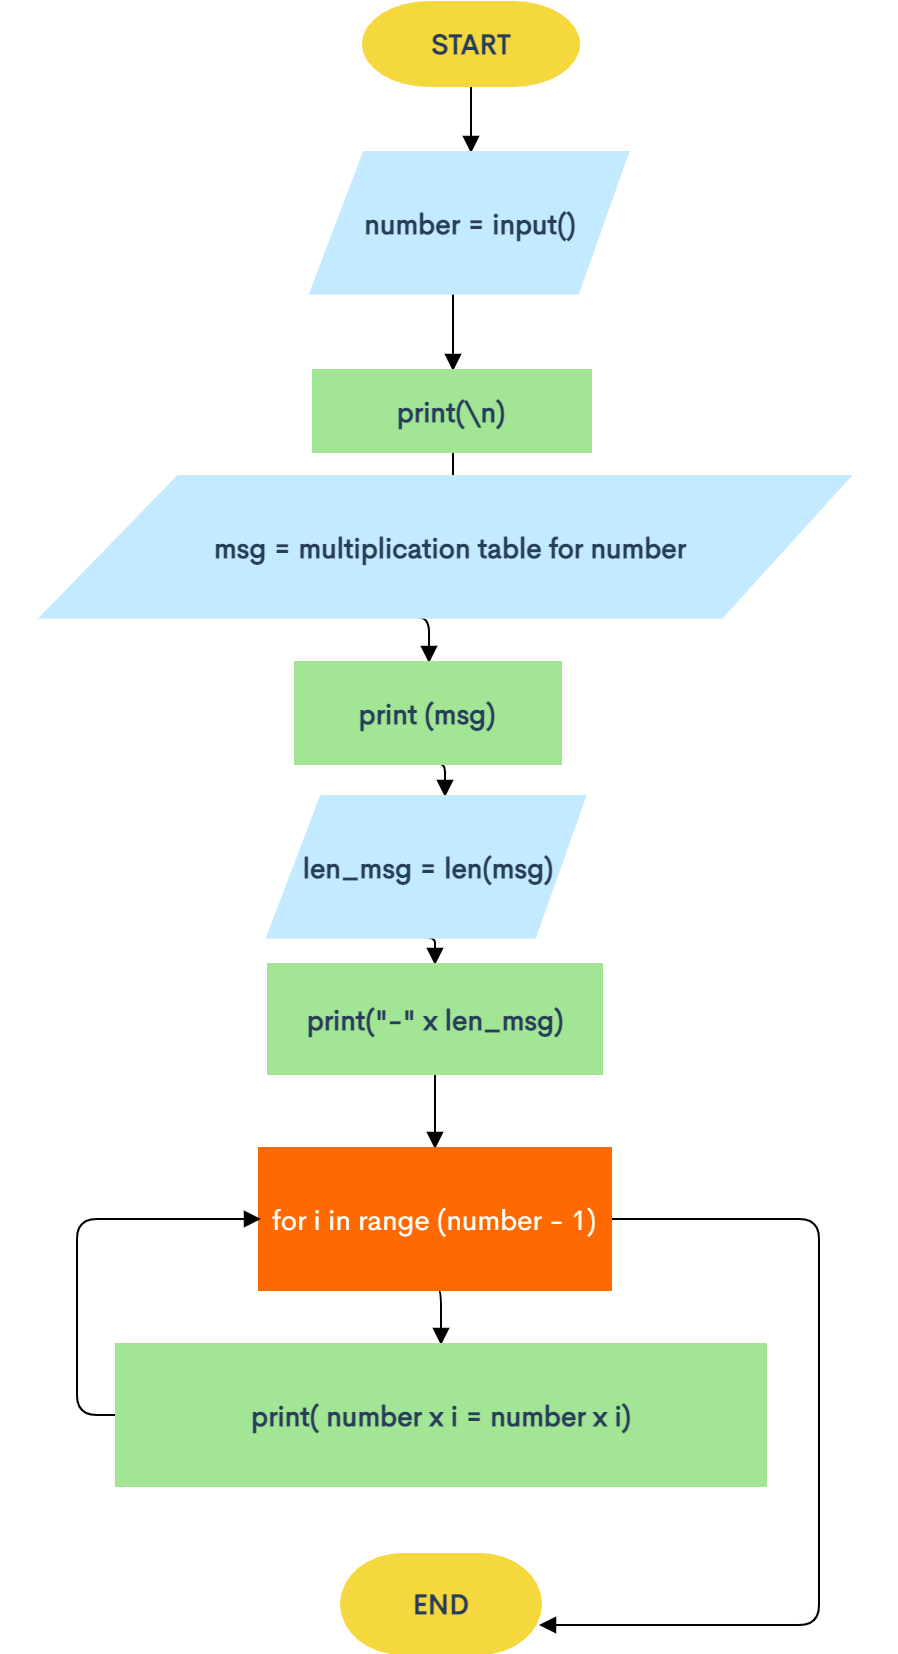 START
number = input()
print(\n)
msg = multiplication table for number
print (msg)
len_msg = len(msg)
print("-" x len_msg)
for i in range (number - 1)
print( number x i = number x i)
END